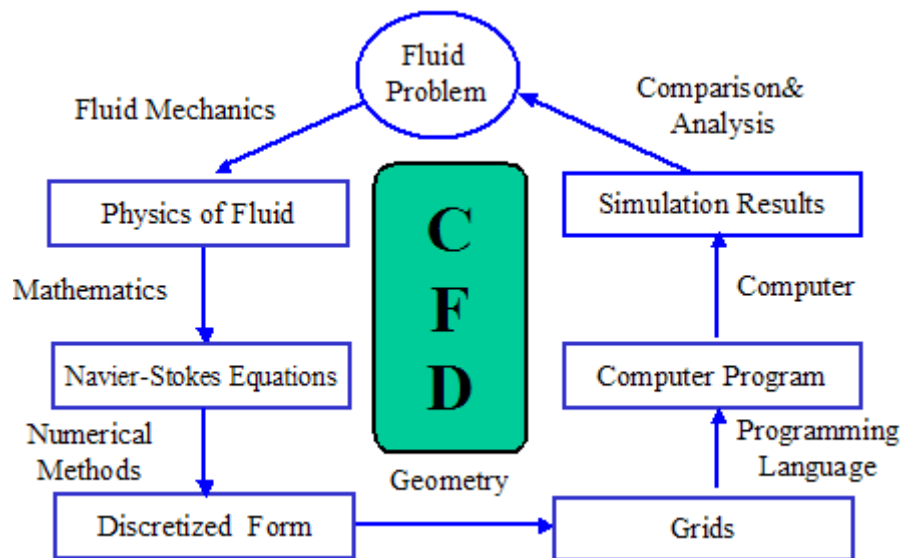 Fluid
Problem
Fluid Mechanics
Comparison&
Analysis
Physics of Fluid
Simulation Results
C
F
D
Mathematics
Computer
Navier-Stokes Equations
Computer Program
Numerical
Methods
Programming
Language
Geometry
Discretized Form
Grids